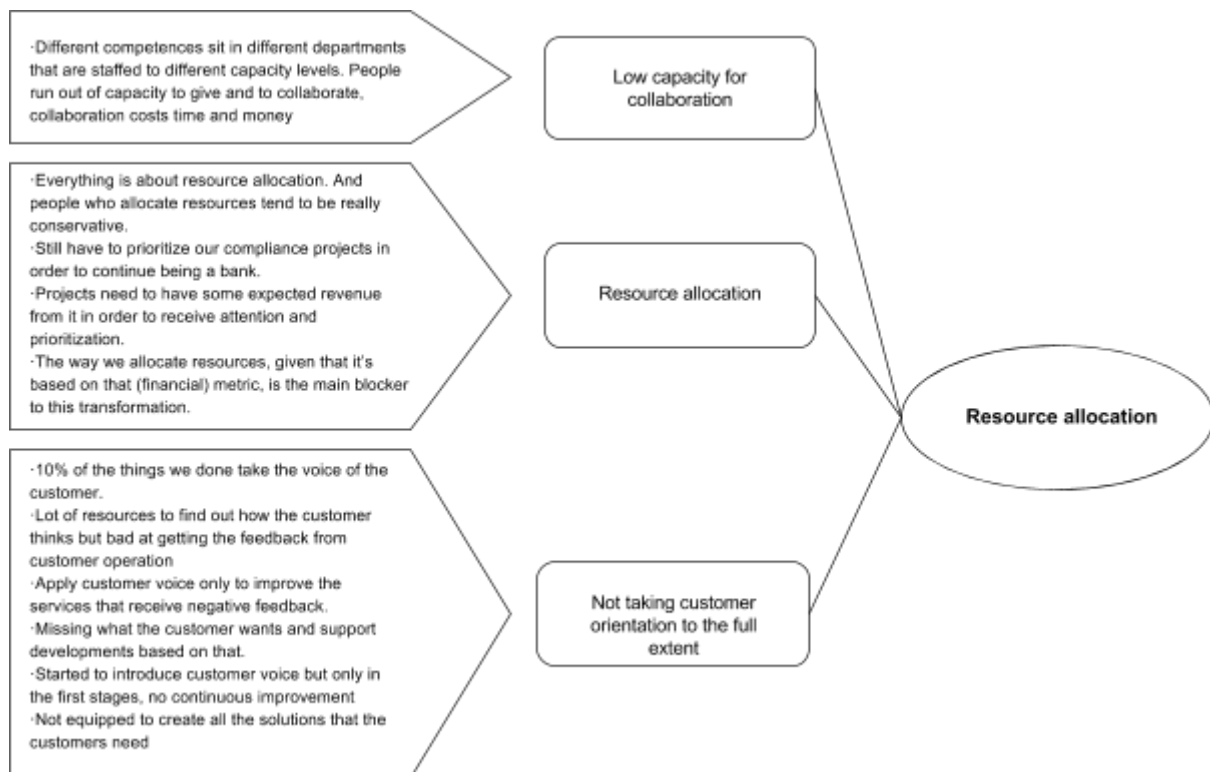 ·Different competences sit in different departments
that are staffed to different capacity levels. People
run out of capacity to give and to collaborate,
collaboration costs time and money
Low capacity for
collaboration
·Everything is about resource allocation. And
people who allocate resources tend to be really
conservative.
·Still have to prioritize our compliance projects in
order to continue being a bank.
·Projects need to have some expected revenue
from it in order to receive attention and
prioritization.
·The way we allocate resources, given that it's
based on that (financial) metric, is the main blocker
to this transformation.
Resource allocation
·10% of the things we done take the voice of the
customer.
·Lot of resources to find out how the customer
thinks but bad at getting the feedback from
customer operation
·Apply customer voice only to improve the
services that receive negative feedback.
·Missing what the customer wants and support
developments based on that.
·Started to introduce customer voice but only in
the first stages, no continuous improvement
·Not equipped to create all the solutions that the
customers need
Not taking customer
orientation to the full
extent
Resource allocation